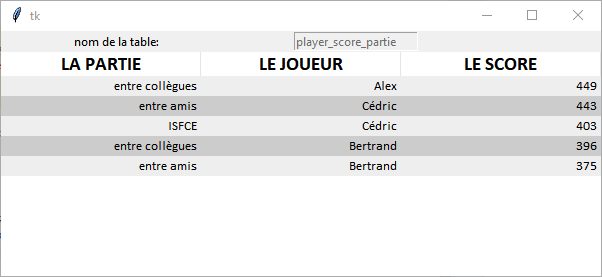 tk
nom de la table: player_score_partie
LA PARTIE LE JOUEUR LE SCORE
entre collègues Alex 449
entre amis Cédric 443
ISFCE Cédric 403
entre collègues Bertrand 396
entre amis Bertrand 375